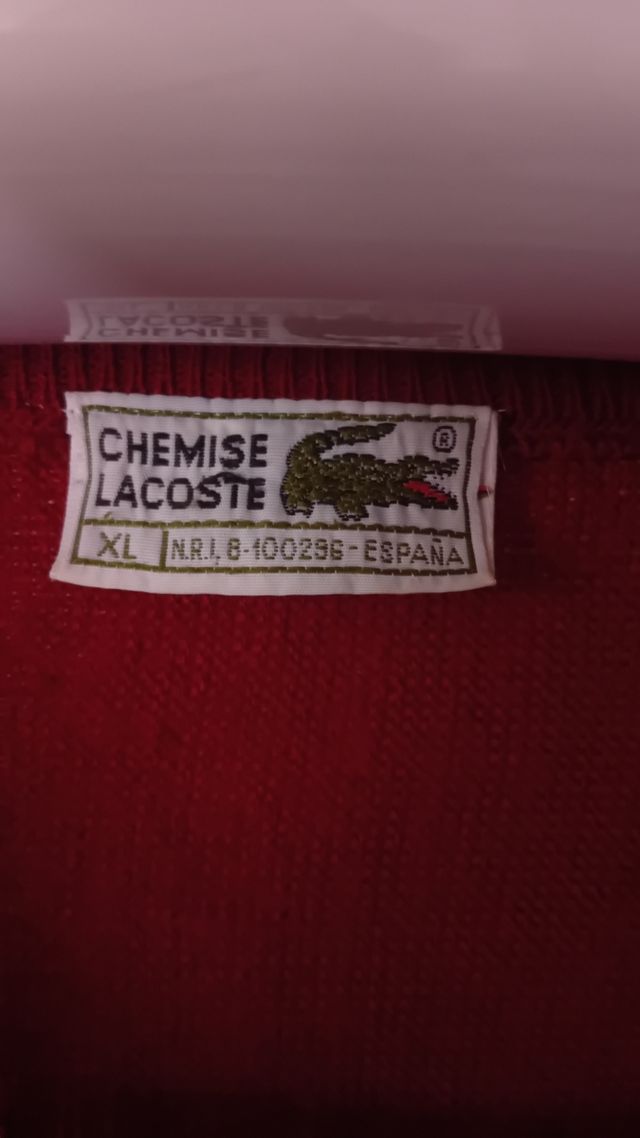 CHEMISE
LACOSTE
®
XL
N.R.I, 8-100296-ESPAÑA